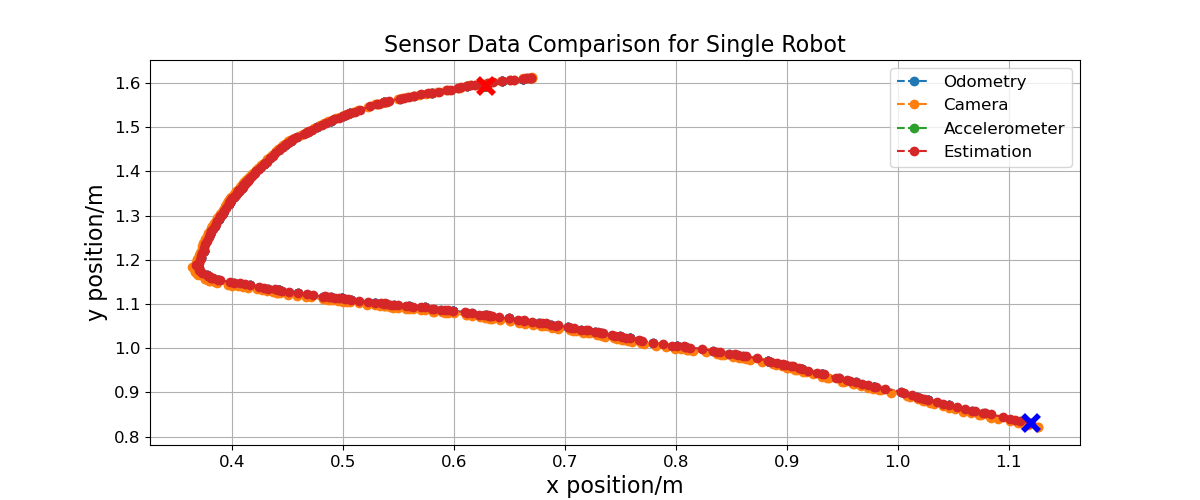 Sensor Data Comparison for Single Robot
Odometry
Camera
Accelerometer
Estimation
y position/m
1.6
1.5
1.4
1.3
1.2
1.1
1.0
0.9
0.8
0.4 0.5 0.6 0.7 0.8 0.9 1.0 1.1
x position/m